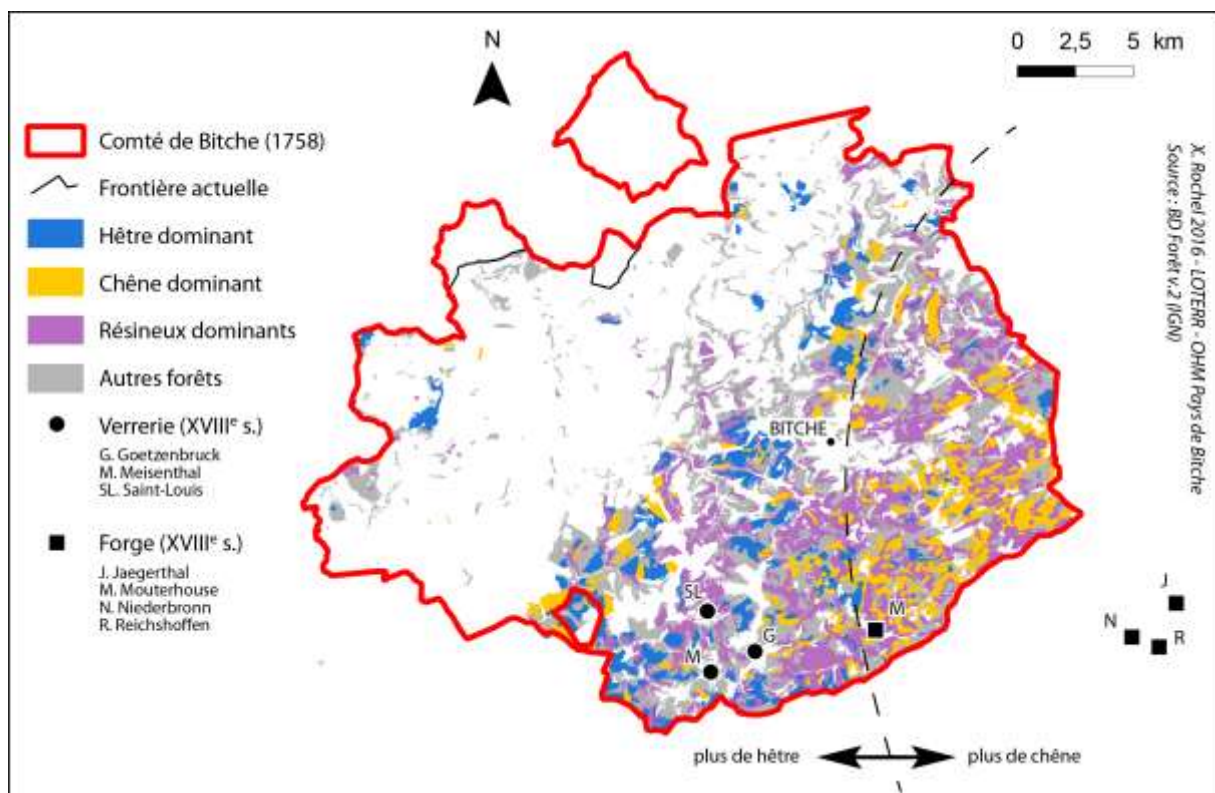 N
0 2,5 5 km
Comté de Bitche (1758)
Frontière actuelle
Hêtre dominant
Chêne dominant
Résineux dominants
Autres forêts
Verrerie (XVIIIe s.)
G. Goetzenbruck
M. Meisenthal
SL. Saint-Louis
Forge (XVIIIe s.)
J. Jaegerthal
M. Mouterhouse
N. Niederbronn
R. Reichshoffen
X. Rochel 2016 - LOTERR - OHM Pays de Bitche
Source : BD Forêt v.2 (IGN)
BITCHE
SL
M
G
M
J
N
R
plus de hêtre
plus de chêne